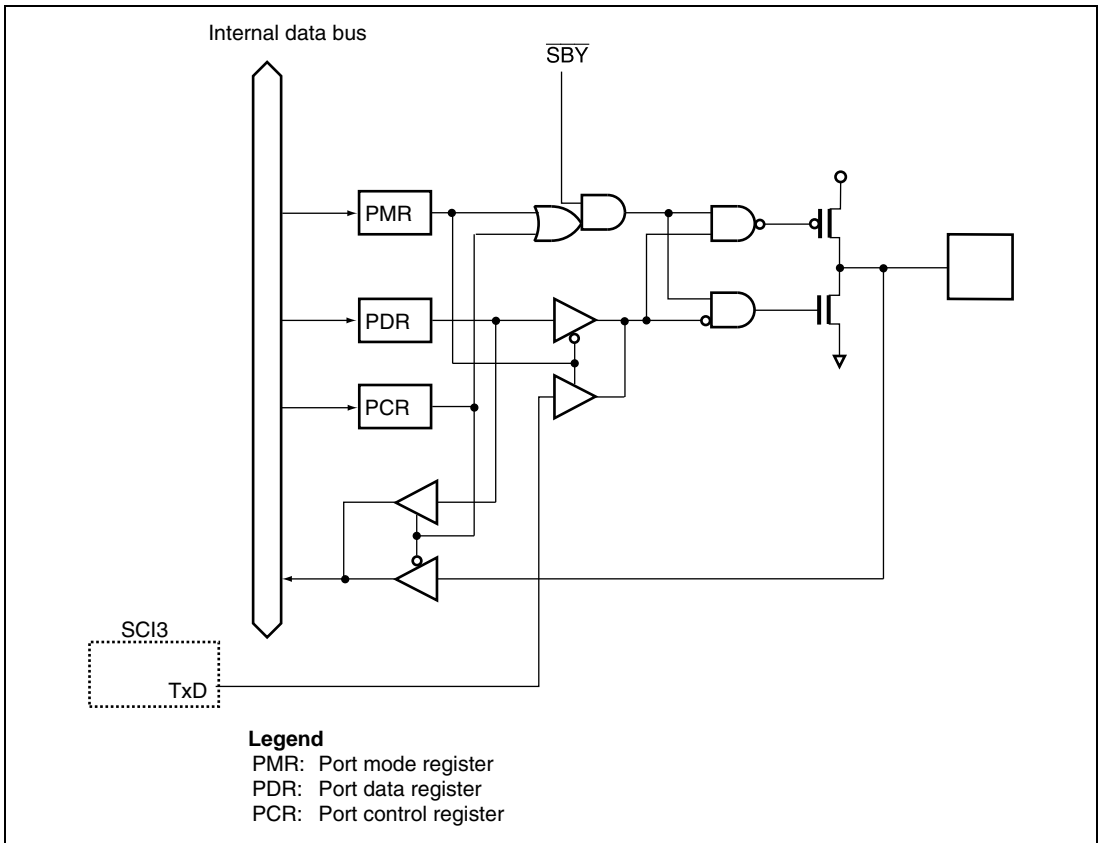 Internal data bus
SBY
PMR
PDR
PCR
SCI3
TxD
Legend
PMR: Port mode register
PDR: Port data register
PCR: Port control register